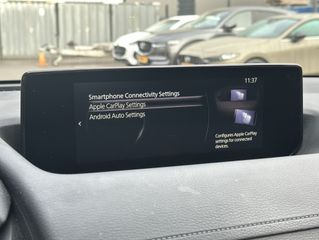 11:37
Smartphone Connectivity Settings
Apple CarPlay Settings
Android Auto Settings
Configures Apple CarPlay
settings for connected
devices.